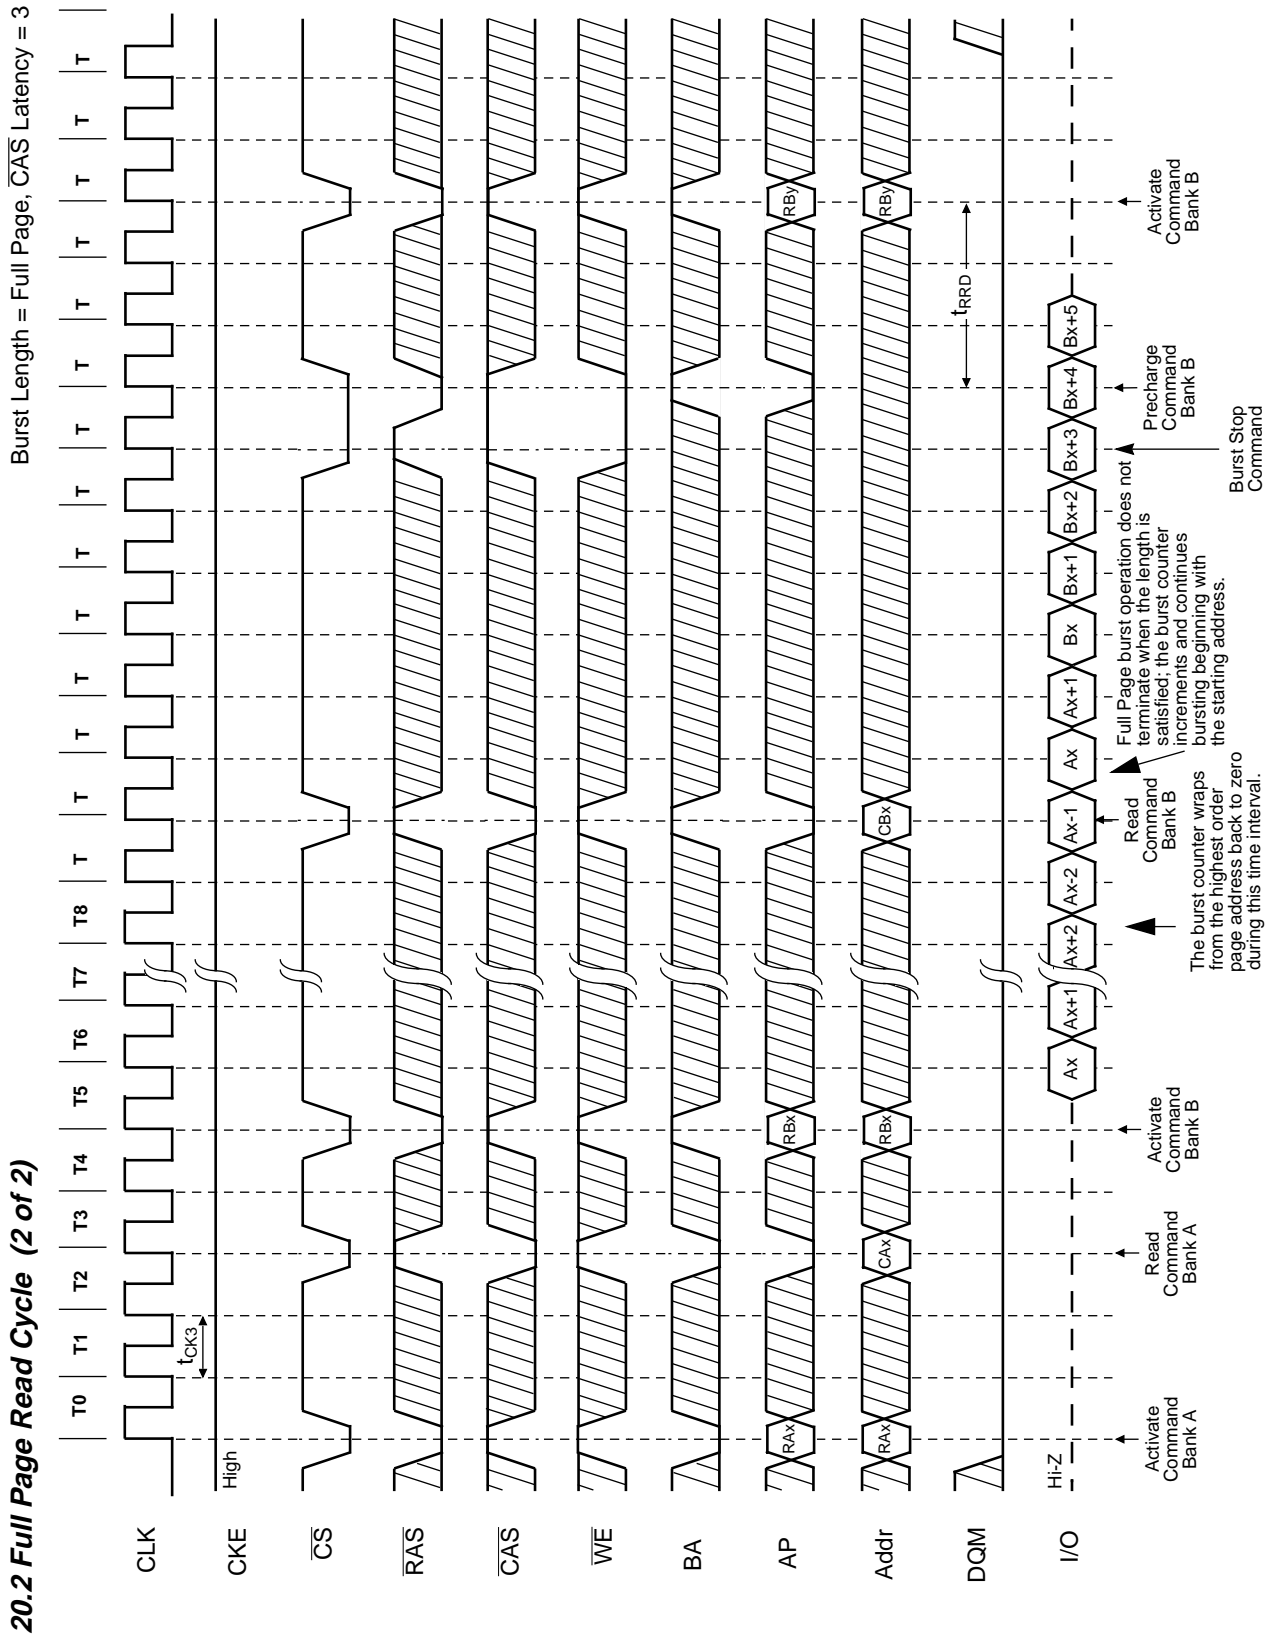 20.2 Full Page Read Cycle (2 of 2)
Burst Length = Full Page, CAS Latency = 3
T0 T1 T2 T3 T4 T5 T6 T7 T8 T T T T T T T T T T T T T T
CLK
tCK3
CKE
High
CS
RAS
CAS
WE
BA
AP
RAx RBx RBy
Addr
RAx CAx RBx CBx RBy
tRRD
DQM
I/O
Hi-Z
Ax Ax+1 Ax+2 Ax-2 Ax-1 Ax Ax+1 Bx Bx+1 Bx+2 Bx+3 Bx+4 Bx+5
Activate
Command
Bank A
Read
Command
Bank A
Activate
Command
Bank B
The burst counter wraps
from the highest order
page address back to zero
during this time interval.
Read
Command
Bank B
Full Page burst operation does not
terminate when the length is
satisfied; the burst counter
increments and continues
bursting beginning with
the starting address.
Burst Stop
Command
Precharge
Command
Bank B
Activate
Command
Bank B